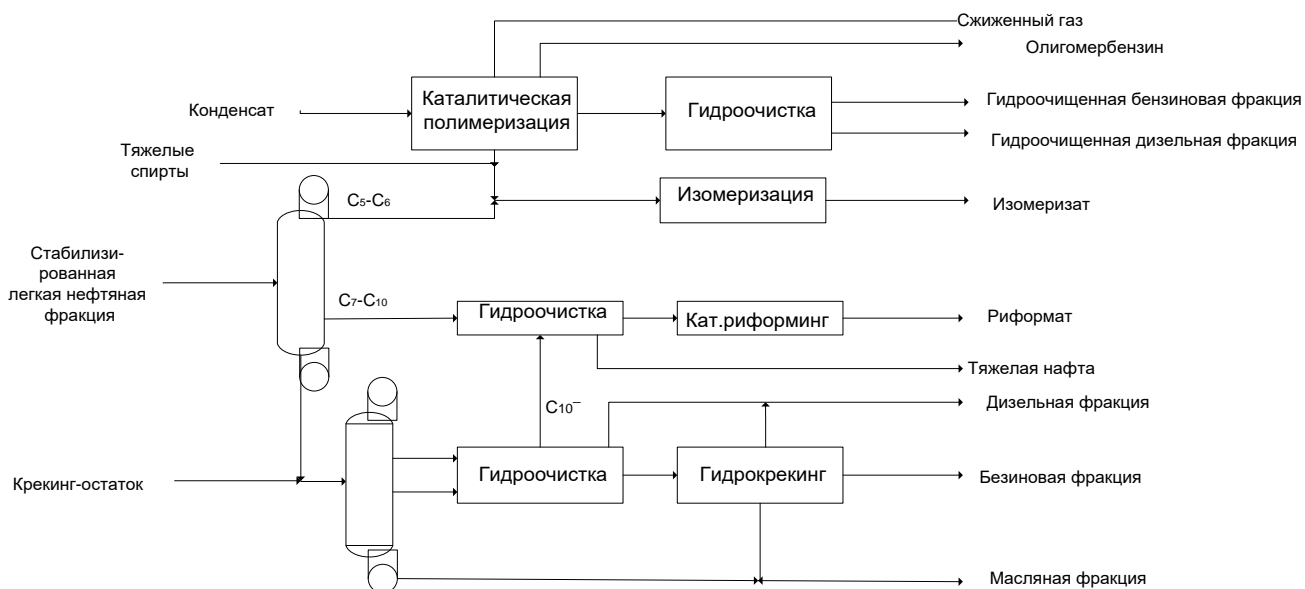 Сжиженный газ
Олигомербензин
Каталитическая
полимеризация
Гидроочистка
Конденсат
Гидроочищенная бензиновая фракция
Гидроочищенная дизельная фракция
Тяжелые
спирты
C5-C6
Изомеризация
Изомеризат
Стабилизи-
рованная
легкая нефтяная
фракция
C7-C10
Гидроочистка
Кат.риформинг
Риформат
Тяжелая нафта
C10–
Дизельная фракция
Крекинг-остаток
Гидроочистка
Гидрокрекинг
Безиновая фракция
Масляная фракция